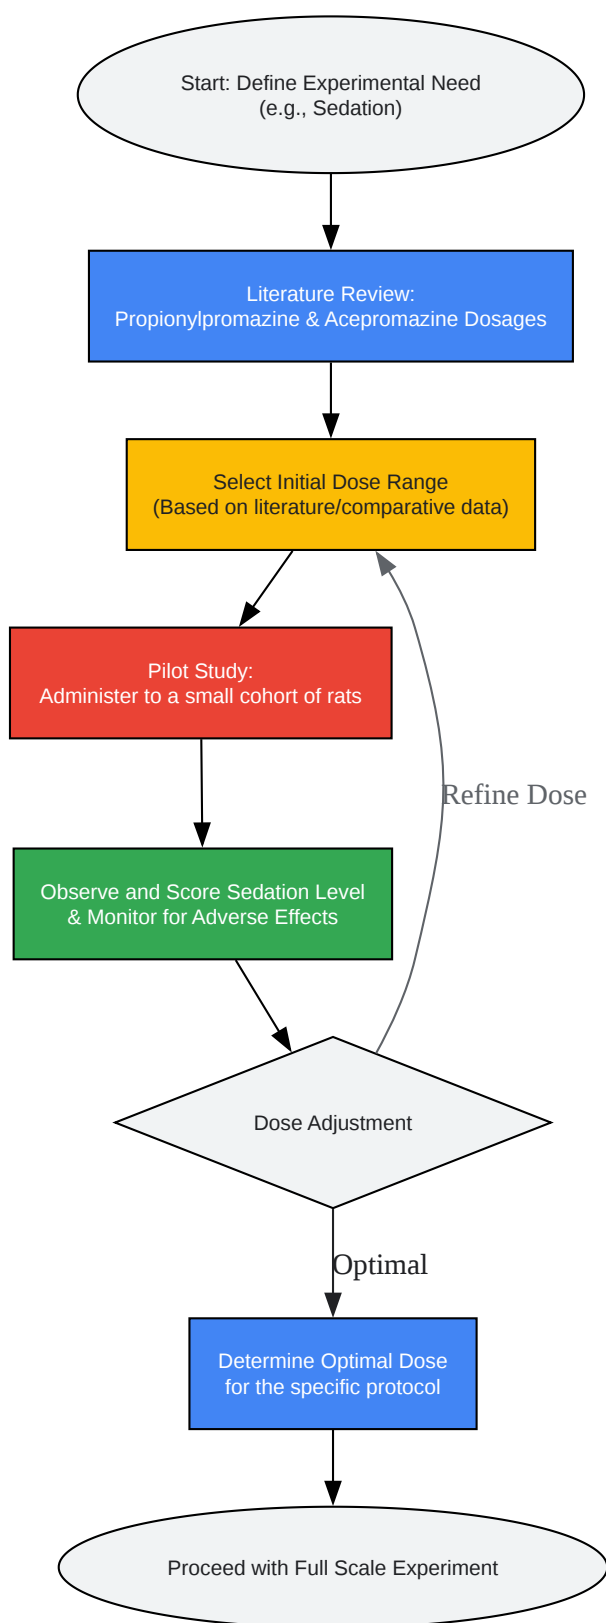 Start: Define Experimental Need
(e.g., Sedation)
Literature Review:
Propionylpromazine & Acepromazine Dosages
Select Initial Dose Range
(Based on literature/comparative data)
Pilot Study:
Administer to a small cohort of rats
Refine Dose
Observe and Score Sedation Level
& Monitor for Adverse Effects
Dose Adjustment
Optimal
Determine Optimal Dose
for the specific protocol
Proceed with Full Scale Experiment